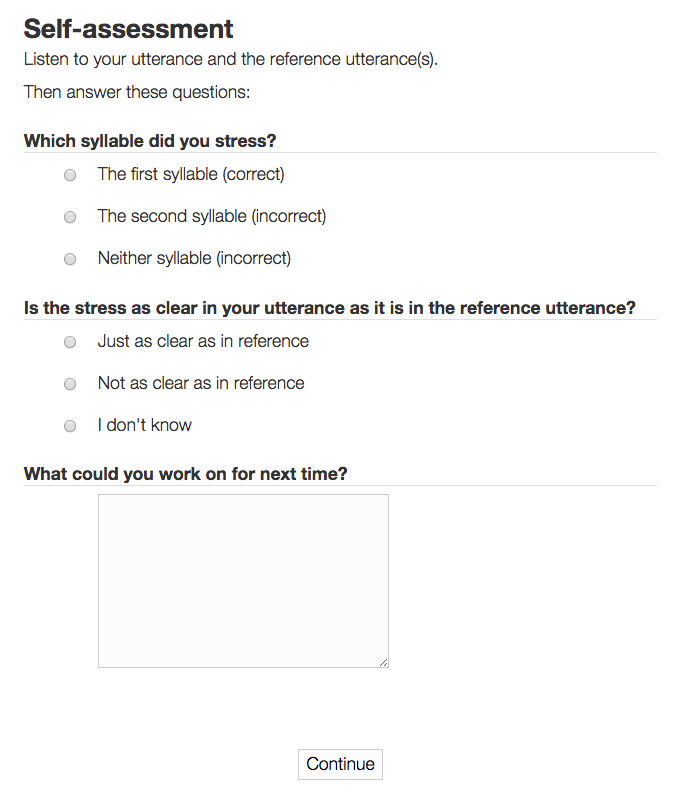 Self-assessment
Listen to your utterance and the reference utterance(s).
Then answer these questions:
Which syllable did you stress?
The first syllable (correct)
The second syllable (incorrect)
Neither syllable (incorrect)
Is the stress as clear in your utterance as it is in the reference utterance?
Just as clear as in reference
Not as clear as in reference
I don't know
What could you work on for next time?
Continue